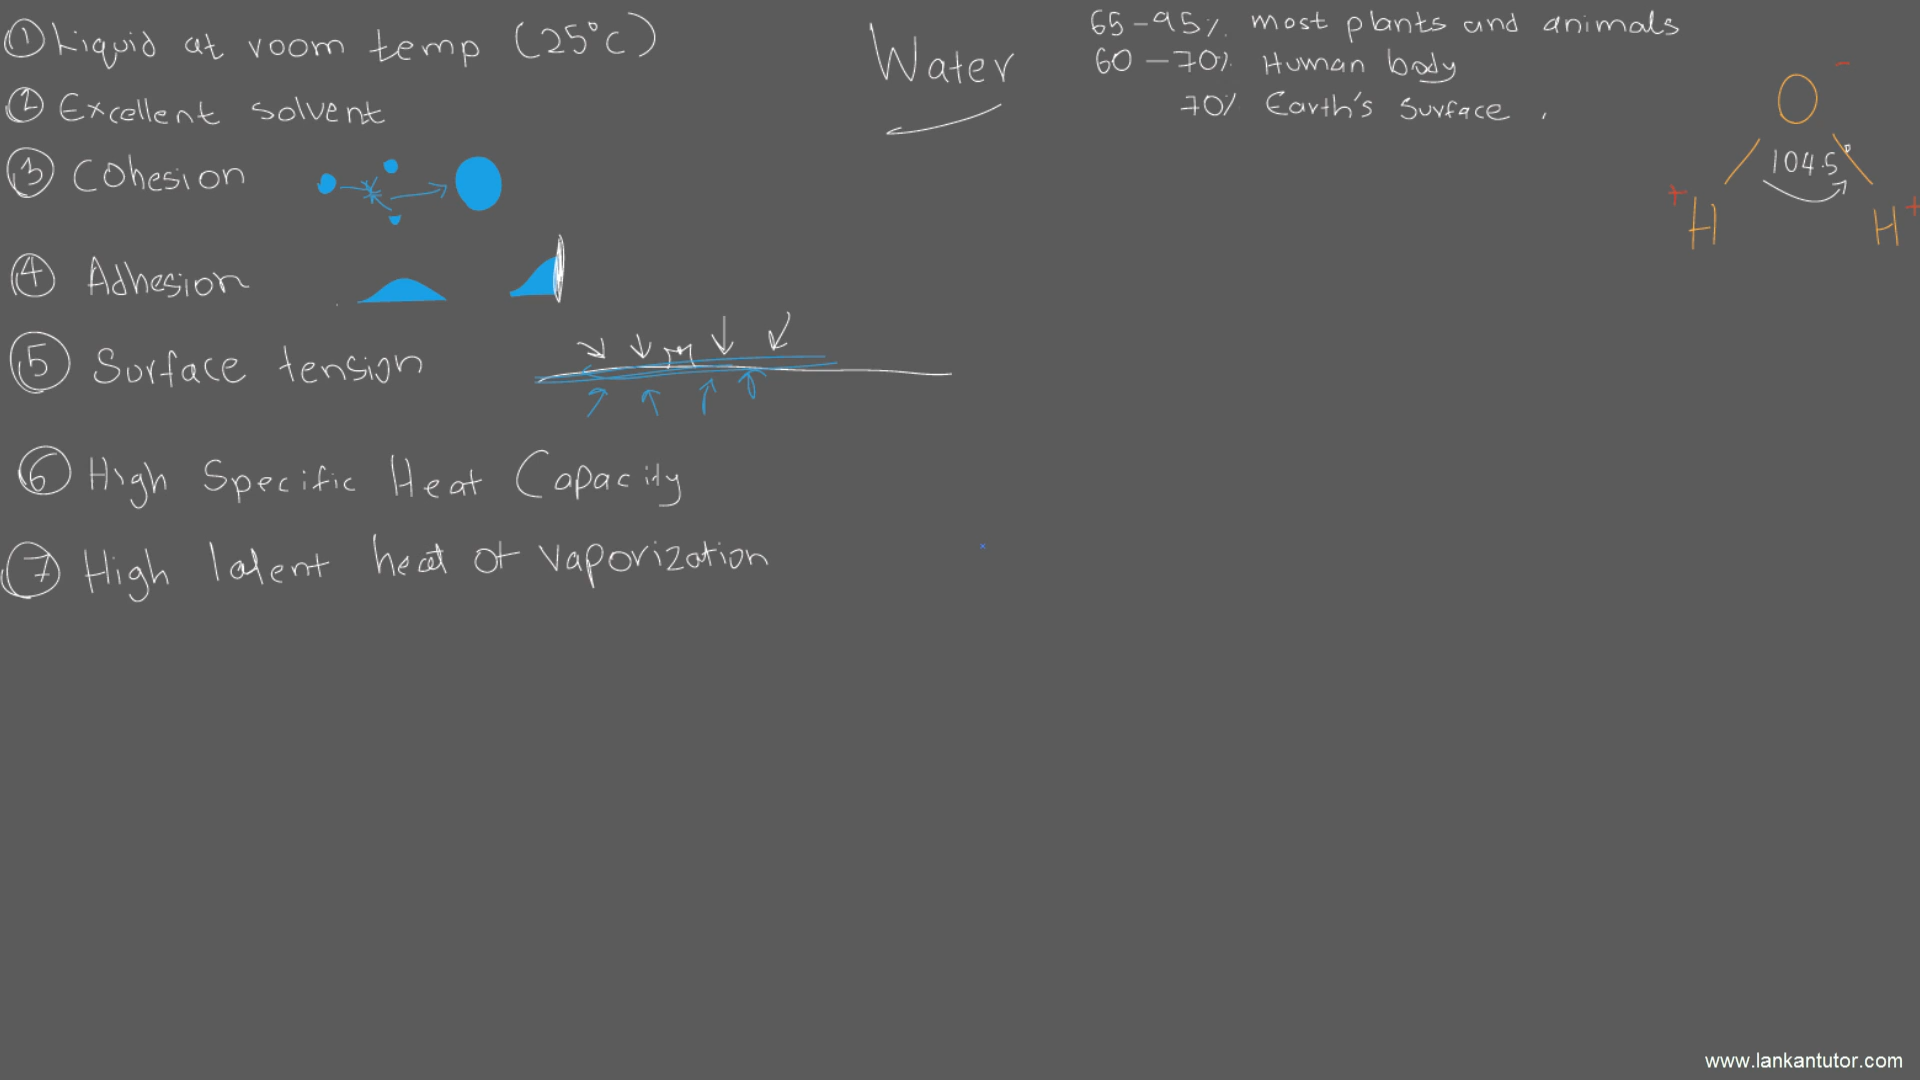 ① Liquid at room temp (25°C)
② Excellent solvent
③ Cohesion
④ Adhesion
⑤ Surface tension
⑥ High Specific Heat Capacity
⑦ High latent heat of vaporization
Water
65-95% most plants and animals
60-70% Human body
70% Earth's Surface.
O -
104.5°
+ H H +
www.lankantutor.com